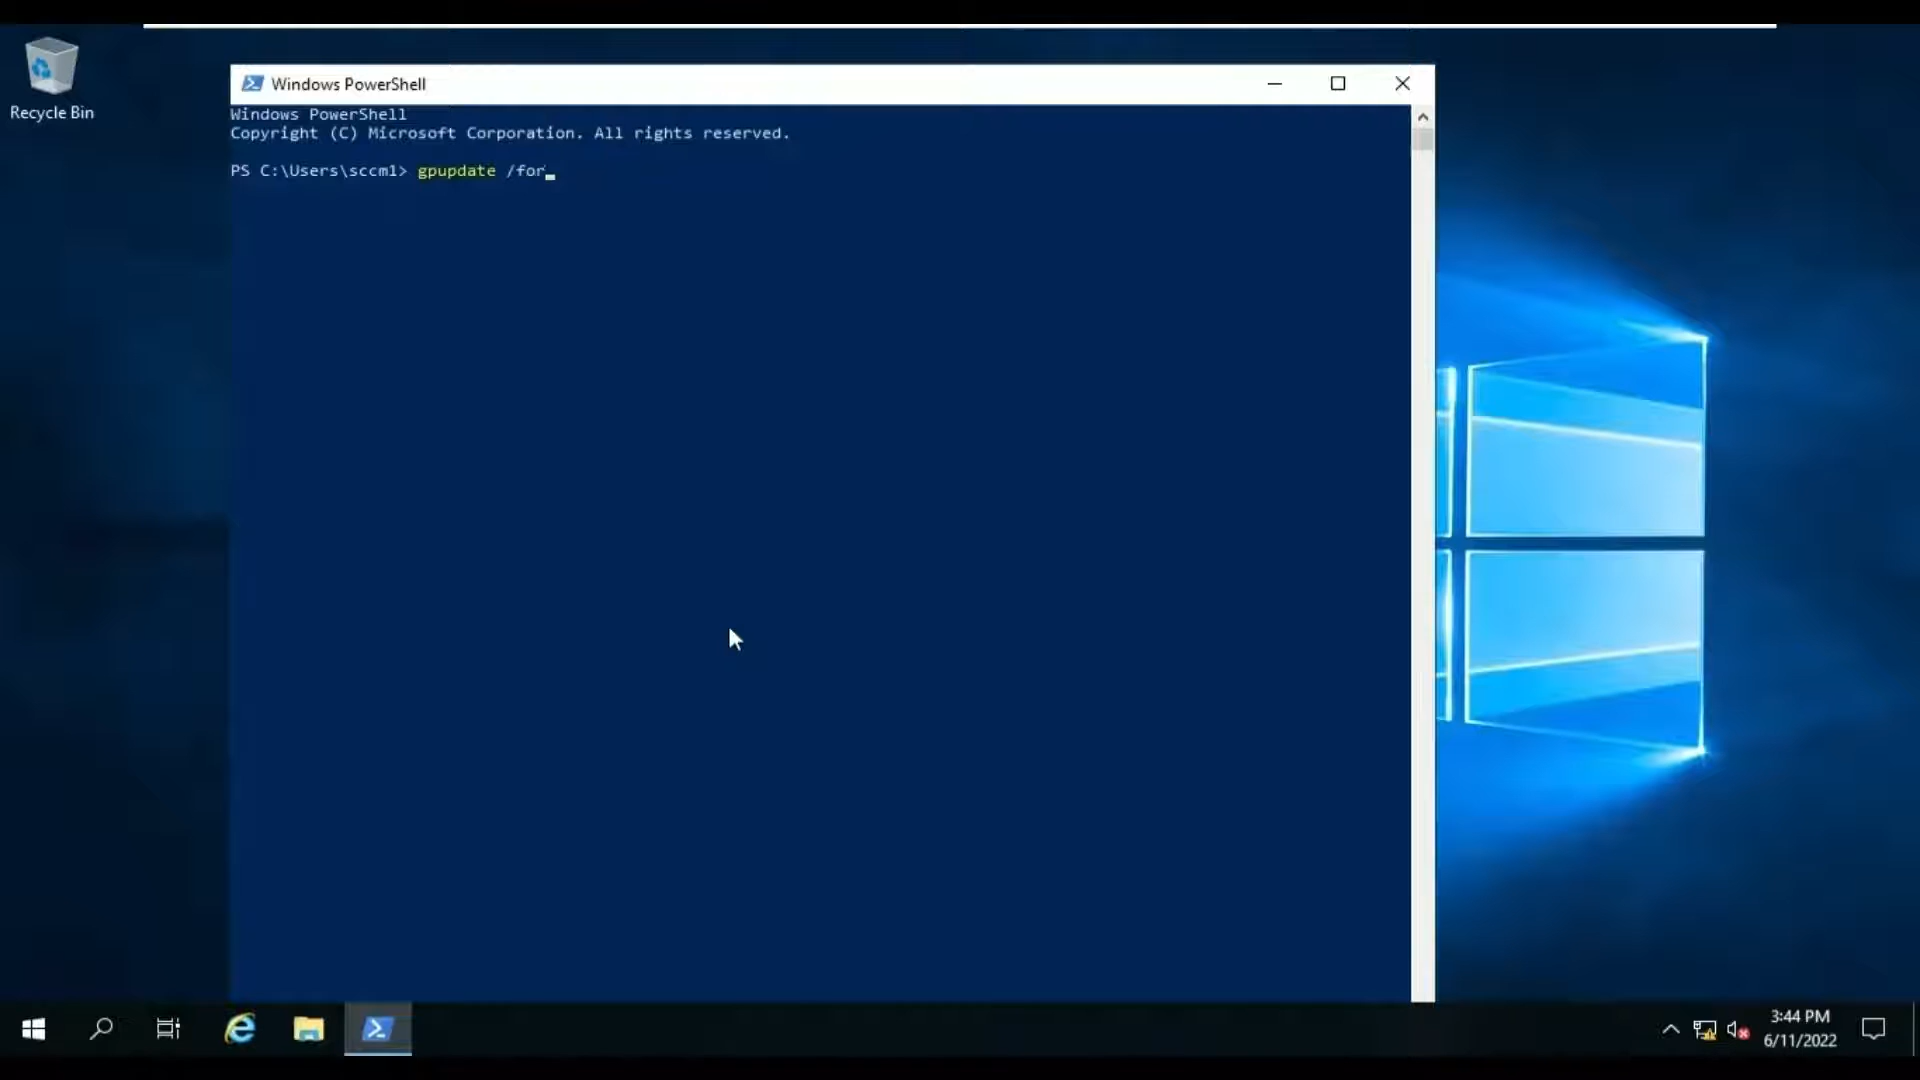 Recycle Bin
Windows PowerShell
Windows PowerShell
Copyright (C) Microsoft Corporation. All rights reserved.
PS C:\Users\sccm1> gpupdate /for
3:44 PM
6/11/2022